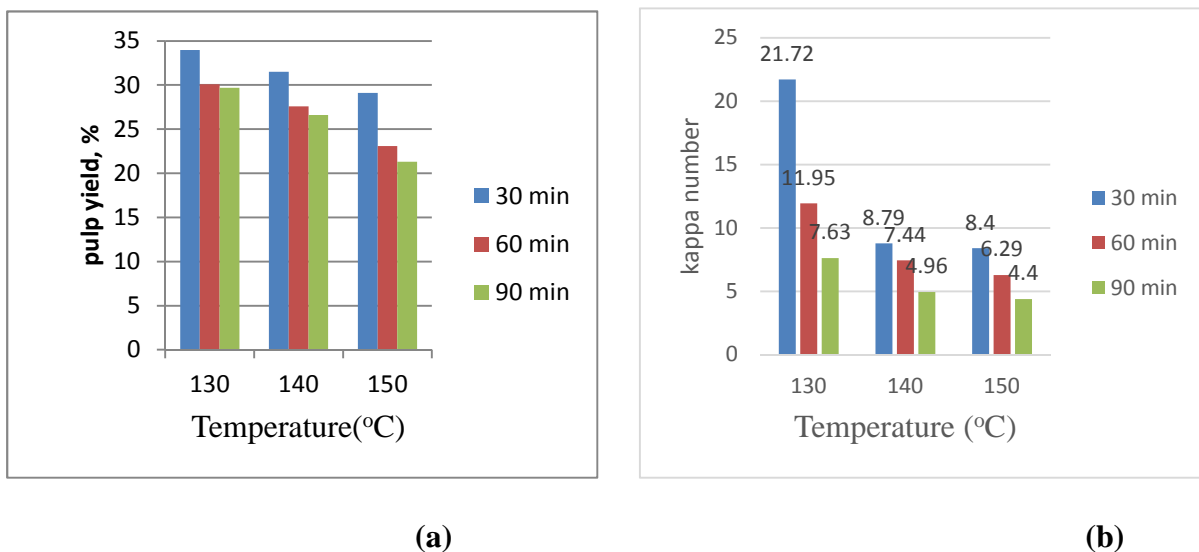 35
30
25
20
15
10
5
0
pulp yield, %
130 140 150
Temperature(°C)
30 min
60 min
90 min
25
20
15
10
5
0
kappa number
21.72
11.95
7.63
8.79
7.44
4.96
8.4
6.29
4.4
130 140 150
Temperature (°C)
30 min
60 min
90 min
(a) (b)